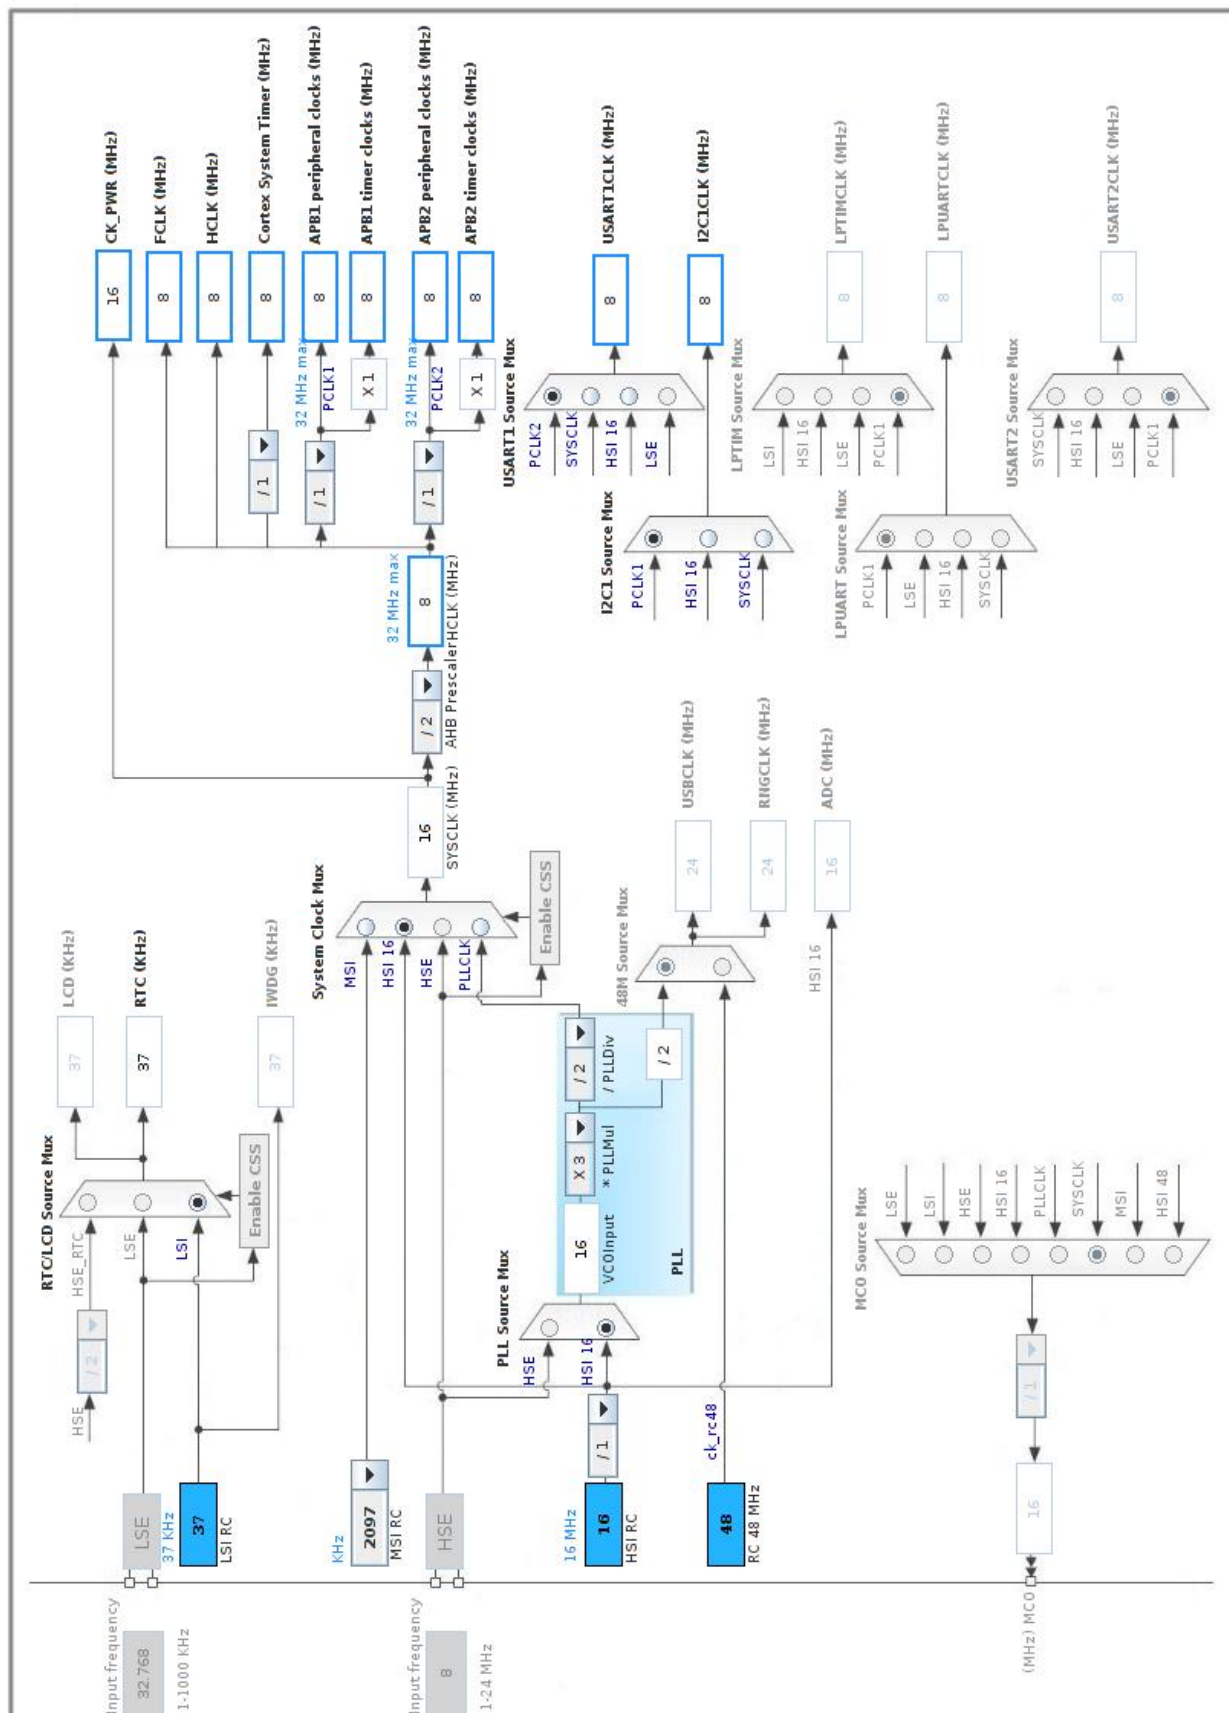 Input frequency
32.768
1-1000 KHz
LSE
37 KHz
37
LSI RC
HSE
/ 2
HSE_RTC
LSE
LSI
RTC/LCD Source Mux
Enable CSS
37
LCD (KHz)
37
RTC (KHz)
37
IWDG (KHz)
Input frequency
8
1-24 MHz
KHz
2097
MSI RC
HSE
16 MHz
16
HSI RC
/ 1
48
RC 48 MHz
ck_rc48
PLL Source Mux
HSE
HSI 16
16
VCOInput
X 3
* PLLMul
/ 2
/ PLLDiv
/ 2
PLL
System Clock Mux
MSI
HSI 16
HSE
PLLCLK
Enable CSS
48M Source Mux
24
USBCLK (MHz)
24
RNGCLK (MHz)
HSI 16
16
ADC (MHz)
16
SYSCLK (MHz)
/ 2
AHB Prescaler
32 MHz max
8
HCLK (MHz)
16
CK_PWR (MHz)
8
FCLK (MHz)
8
HCLK (MHz)
/ 1
8
Cortex System Timer (MHz)
/ 1
32 MHz max
PCLK1
8
APB1 peripheral clocks (MHz)
X 1
8
APB1 timer clocks (MHz)
/ 1
32 MHz max
PCLK2
8
APB2 peripheral clocks (MHz)
X 1
8
APB2 timer clocks (MHz)
USART1 Source Mux
PCLK2
SYSCLK
HSI 16
LSE
8
USART1CLK (MHz)
I2C1 Source Mux
PCLK1
HSI 16
SYSCLK
8
I2C1CLK (MHz)
LPTIM Source Mux
LSI
HSI 16
LSE
PCLK1
8
LPTIMCLK (MHz)
LPUART Source Mux
PCLK1
LSE
HSI 16
SYSCLK
8
LPUARTCLK (MHz)
USART2 Source Mux
SYSCLK
HSI 16
LSE
PCLK1
8
USART2CLK (MHz)
MCO Source Mux
LSE
LSI
HSE
HSI 16
PLLCLK
SYSCLK
MSI
HSI 48
/ 1
16
(MHz) MCO